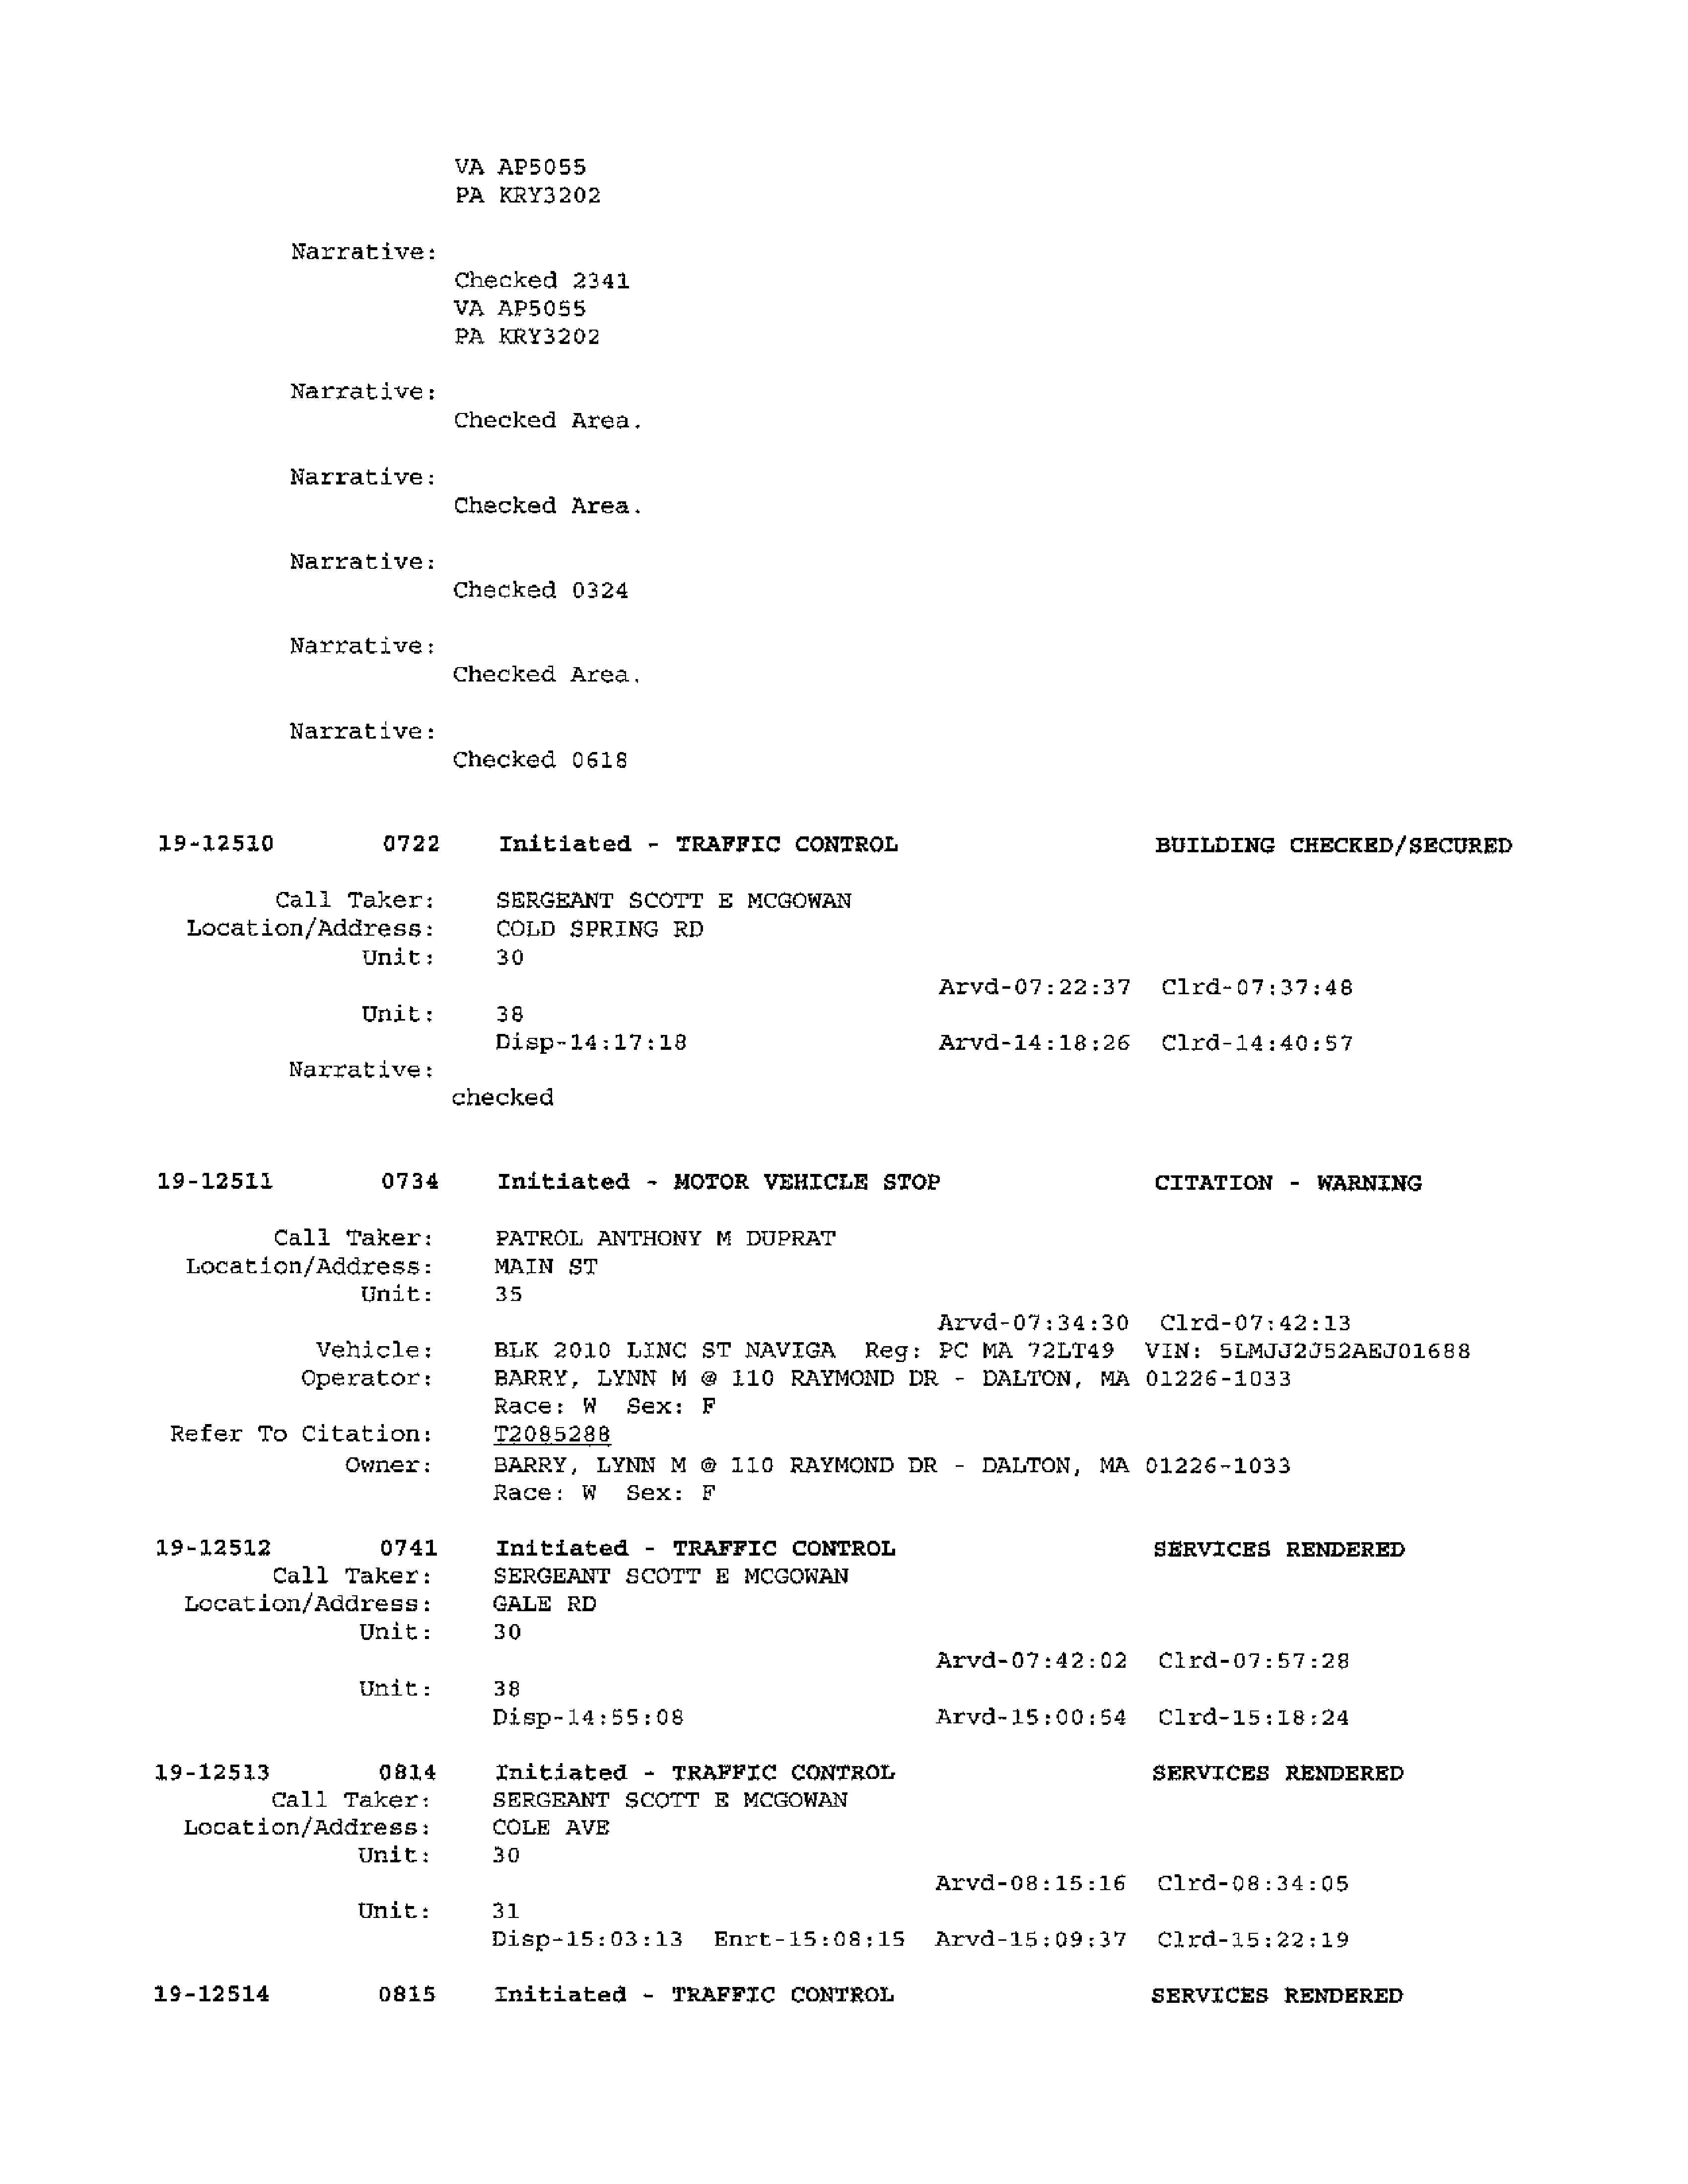 VA AP5055
PA KRY3202
Narrative:
Checked 2341
VA AP5055
PA KRY3202
Narrative:
Checked Area.
Narrative:
Checked Area.
Narrative:
Checked 0324
Narrative:
Checked Area.
Narrative:
Checked 0618
19-12510 0722 Initiated - TRAFFIC CONTROL BUILDING CHECKED/SECURED
Call Taker: SERGEANT SCOTT E MCGOWAN
Location/Address: COLD SPRING RD
Unit: 30
Arvd-07:22:37 Clrd-07:37:48
Unit: 38
Disp-14:17:18 Arvd-14:18:26 Clrd-14:40:57
Narrative:
checked
19-12511 0734 Initiated - MOTOR VEHICLE STOP CITATION - WARNING
Call Taker: PATROL ANTHONY M DUPRAT
Location/Address: MAIN ST
Unit: 35
Arvd-07:34:30 Clrd-07:42:13
Vehicle: BLK 2010 LINC ST NAVIGA Reg: PC MA 72LT49 VIN: 5LMJJ2J52AEJ01688
Operator: BARRY, LYNN M @ 110 RAYMOND DR - DALTON, MA 01226-1033
Race: W Sex: F
Refer To Citation: T2085288
Owner: BARRY, LYNN M @ 110 RAYMOND DR - DALTON, MA 01226-1033
Race: W Sex: F
19-12512 0741 Initiated - TRAFFIC CONTROL SERVICES RENDERED
Call Taker: SERGEANT SCOTT E MCGOWAN
Location/Address: GALE RD
Unit: 30
Arvd-07:42:02 Clrd-07:57:28
Unit: 38
Disp-14:55:08 Arvd-15:00:54 Clrd-15:18:24
19-12513 0814 Initiated - TRAFFIC CONTROL SERVICES RENDERED
Call Taker: SERGEANT SCOTT E MCGOWAN
Location/Address: COLE AVE
Unit: 30
Arvd-08:15:16 Clrd-08:34:05
Unit: 31
Disp-15:03:13 Enrt-15:08:15 Arvd-15:09:37 Clrd-15:22:19
19-12514 0815 Initiated - TRAFFIC CONTROL SERVICES RENDERED